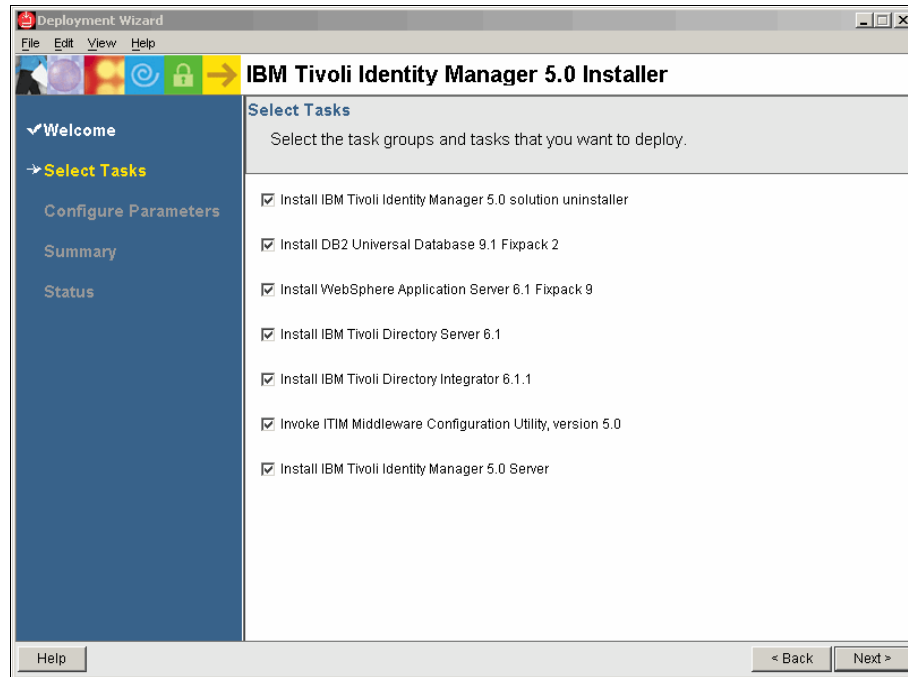 Deployment Wizard
File Edit View Help
IBM Tivoli Identity Manager 5.0 Installer
Welcome
Select Tasks
Configure Parameters
Summary
Status
Select Tasks
Select the task groups and tasks that you want to deploy.
Install IBM Tivoli Identity Manager 5.0 solution uninstaller
Install DB2 Universal Database 9.1 Fixpack 2
Install WebSphere Application Server 6.1 Fixpack 9
Install IBM Tivoli Directory Server 6.1
Install IBM Tivoli Directory Integrator 6.1.1
Invoke ITIM Middleware Configuration Utility, version 5.0
Install IBM Tivoli Identity Manager 5.0 Server
Help
< Back Next >